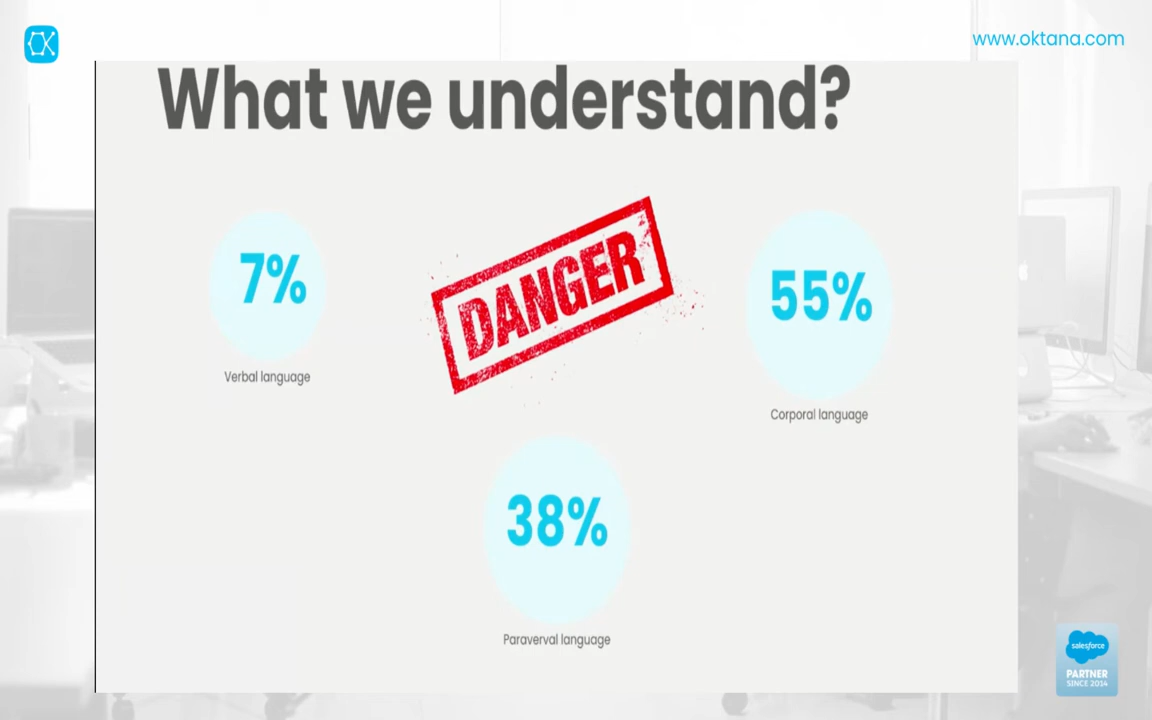 www.oktana.com
What we understand?
7%
Verbal language
DANGER
55%
Corporal language
38%
Paraverval language
salesforce
PARTNER
SINCE 2014